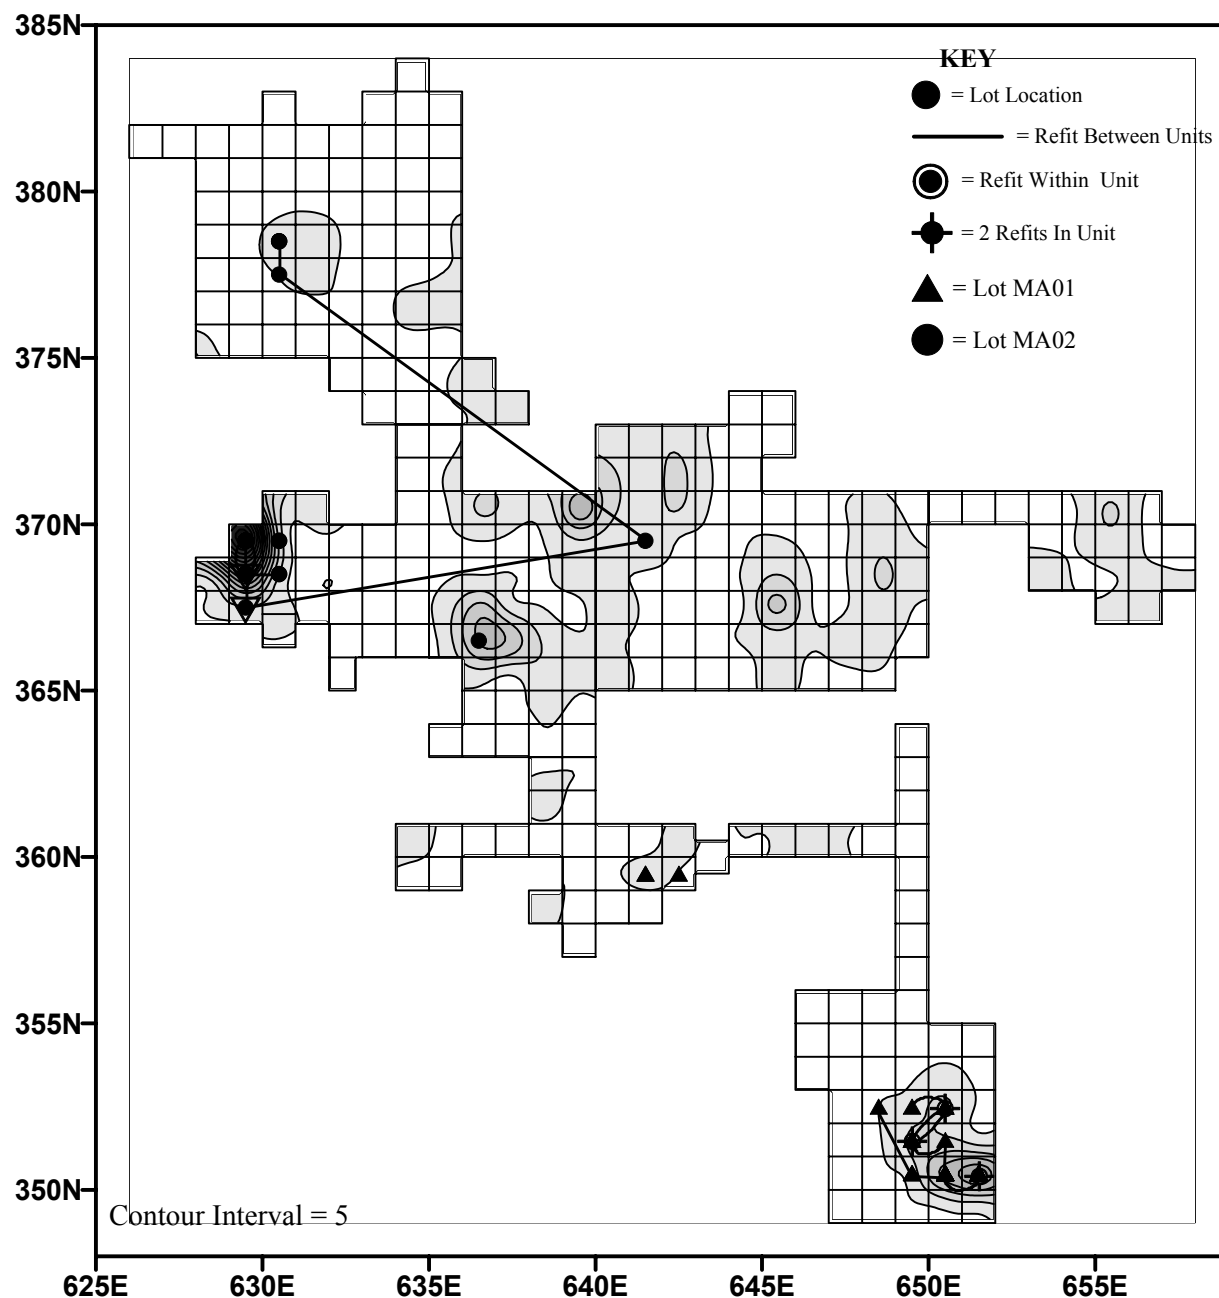 385N
KEY
= Lot Location
= Refit Between Units
380N
= Refit Within Unit
= 2 Refits In Unit
= Lot MA01
= Lot MA02
375N
370N
365N
360N
355N
350N
Contour Interval = 5
625E 630E 635E 640E 645E 650E 655E